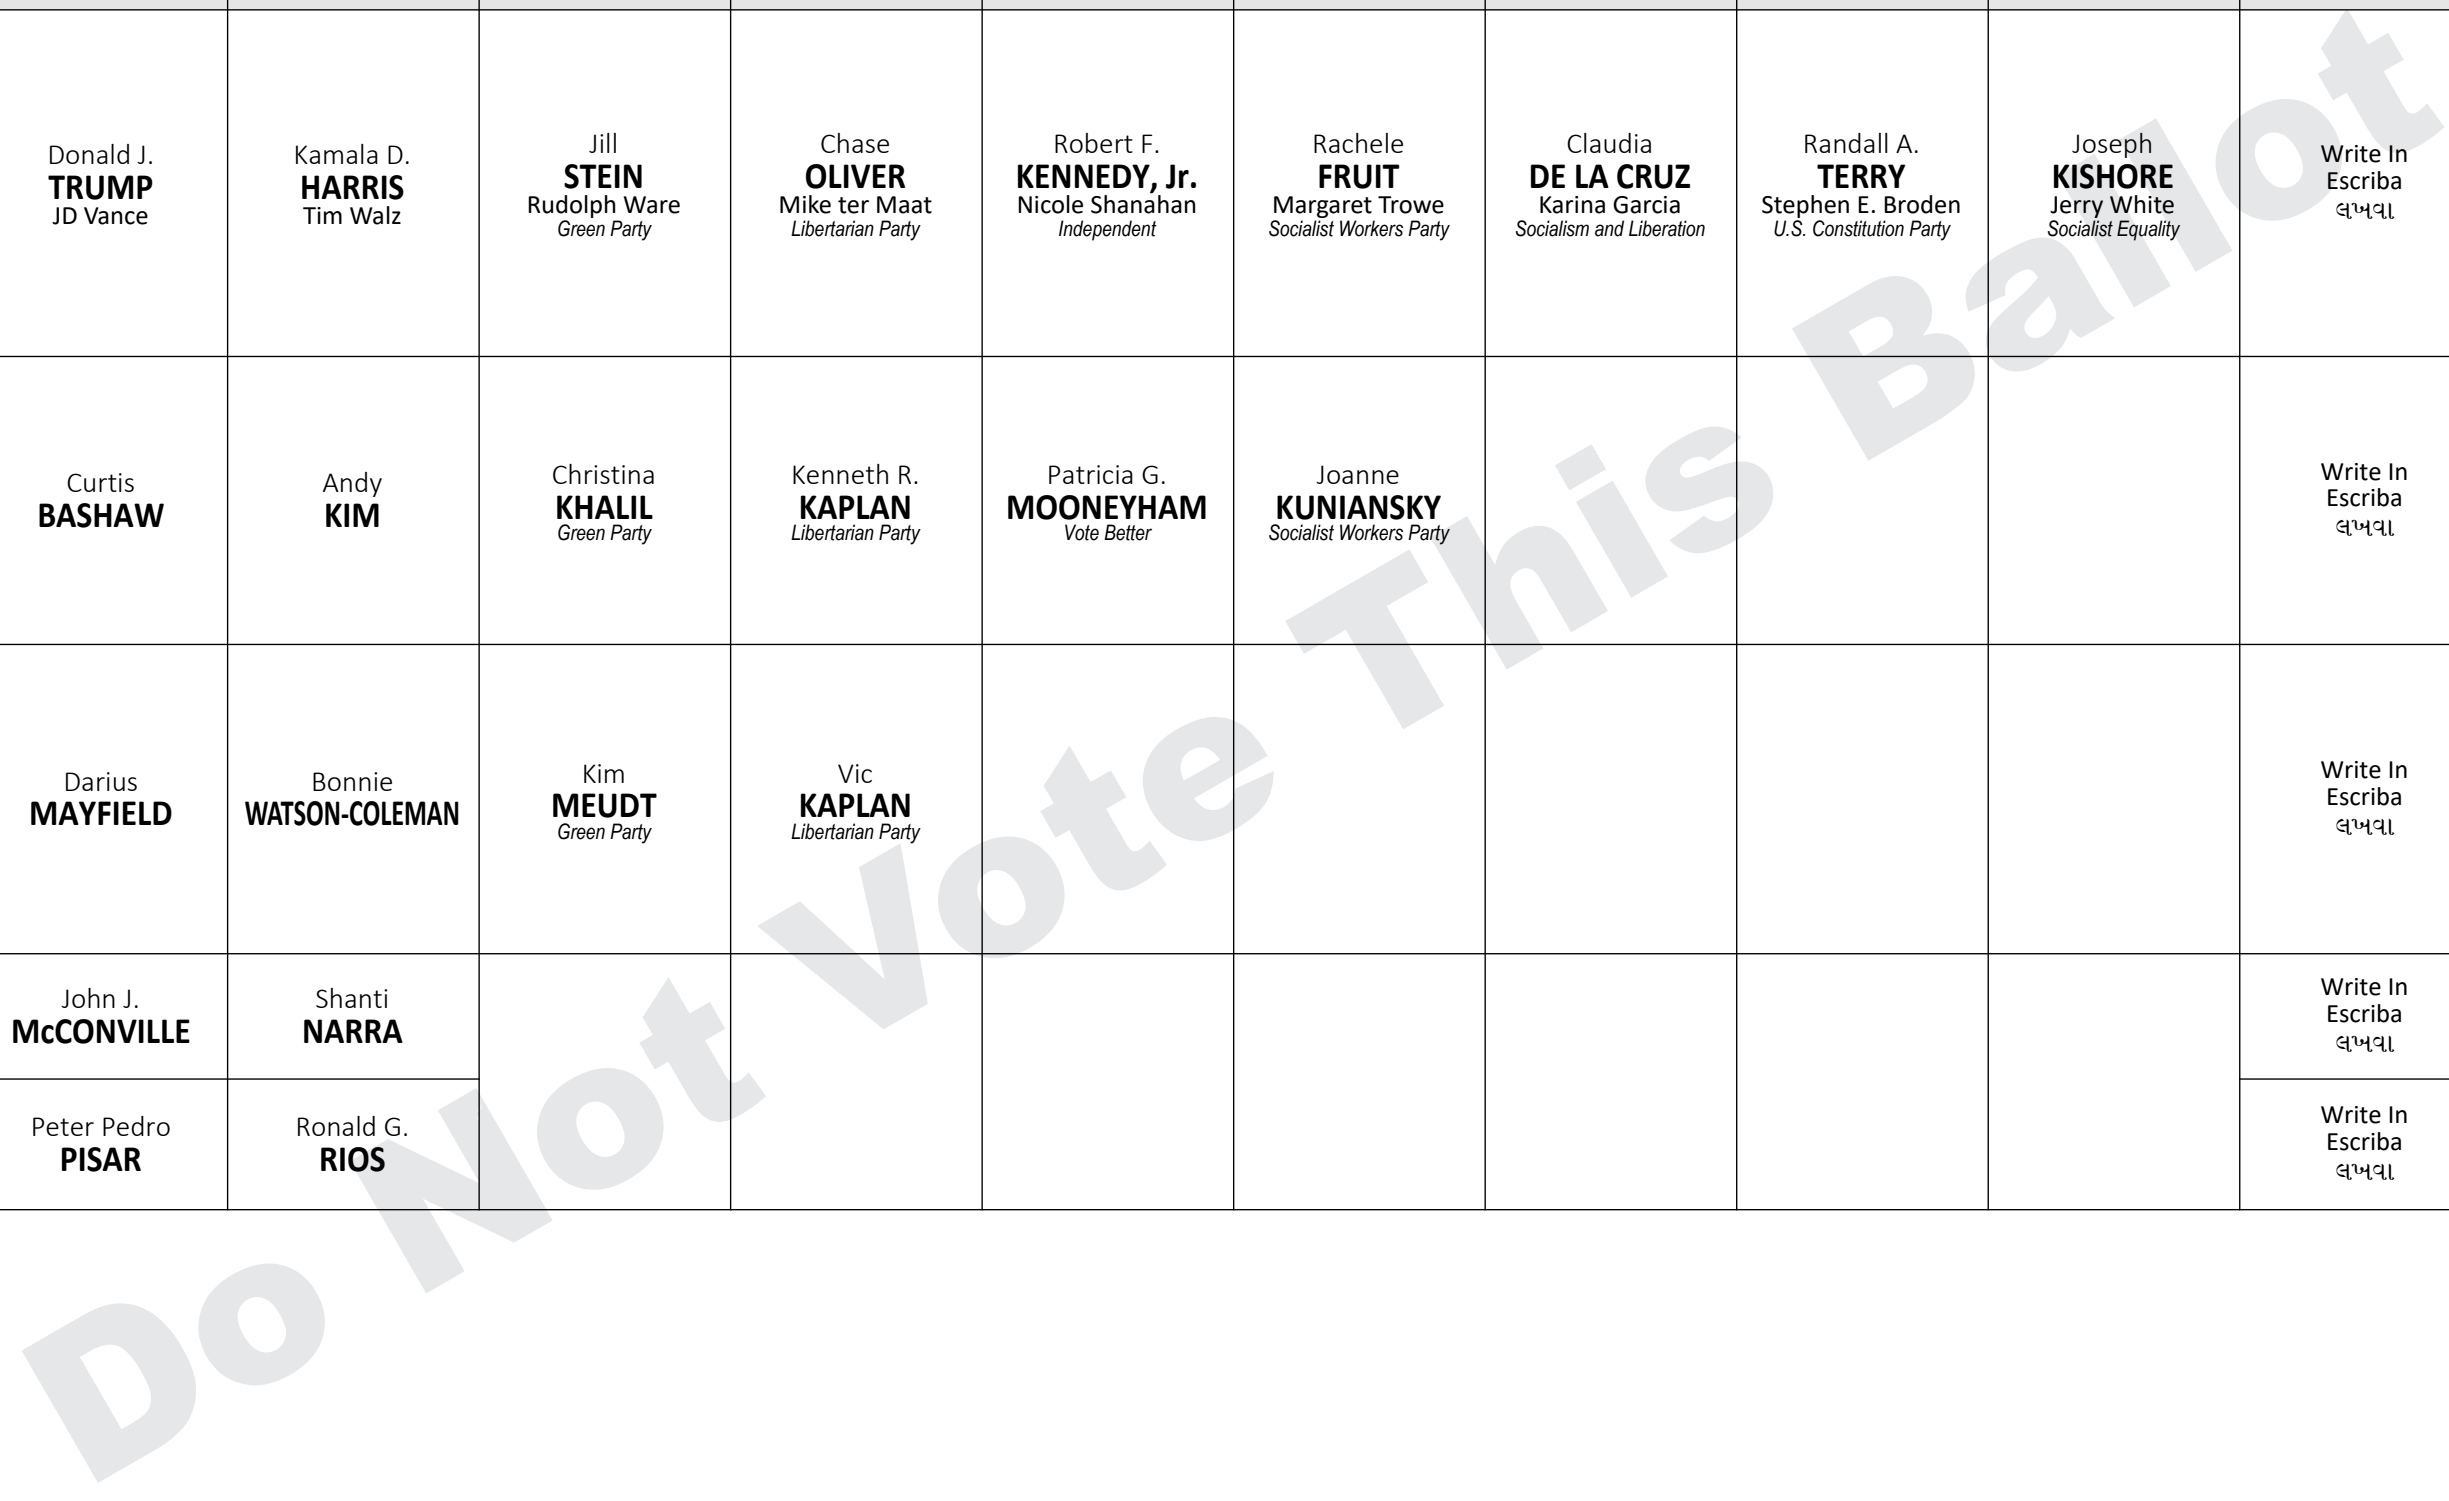 Donald J.
TRUMP
JD Vance
Kamala D.
HARRIS
Tim Walz
Jill
STEIN
Rudolph Ware
Green Party
Chase
OLIVER
Mike ter Maat
Libertarian Party
Robert F.
KENNEDY, Jr.
Nicole Shanahan
Independent
Rachele
FRUIT
Margaret Trowe
Socialist Workers Party
Claudia
DE LA CRUZ
Karina Garcia
Socialism and Liberation
Randall A.
TERRY
Stephen E. Broden
U.S. Constitution Party
Joseph
KISHORE
Jerry White
Socialist Equality
Write In
Escriba
લખવા
Curtis
BASHAW
Andy
KIM
Christina
KHALIL
Green Party
Kenneth R.
KAPLAN
Libertarian Party
Patricia G.
MOONEYHAM
Vote Better
Joanne
KUNIANSKY
Socialist Workers Party
Write In
Escriba
લખવા
Darius
MAYFIELD
Bonnie
WATSON-COLEMAN
Kim
MEUDT
Green Party
Vic
KAPLAN
Libertarian Party
Write In
Escriba
લખવા
John J.
McCONVILLE
Shanti
NARRA
Write In
Escriba
લખવા
Peter Pedro
PISAR
Ronald G.
RIOS
Write In
Escriba
લખવા
Do Not Vote This Ballot